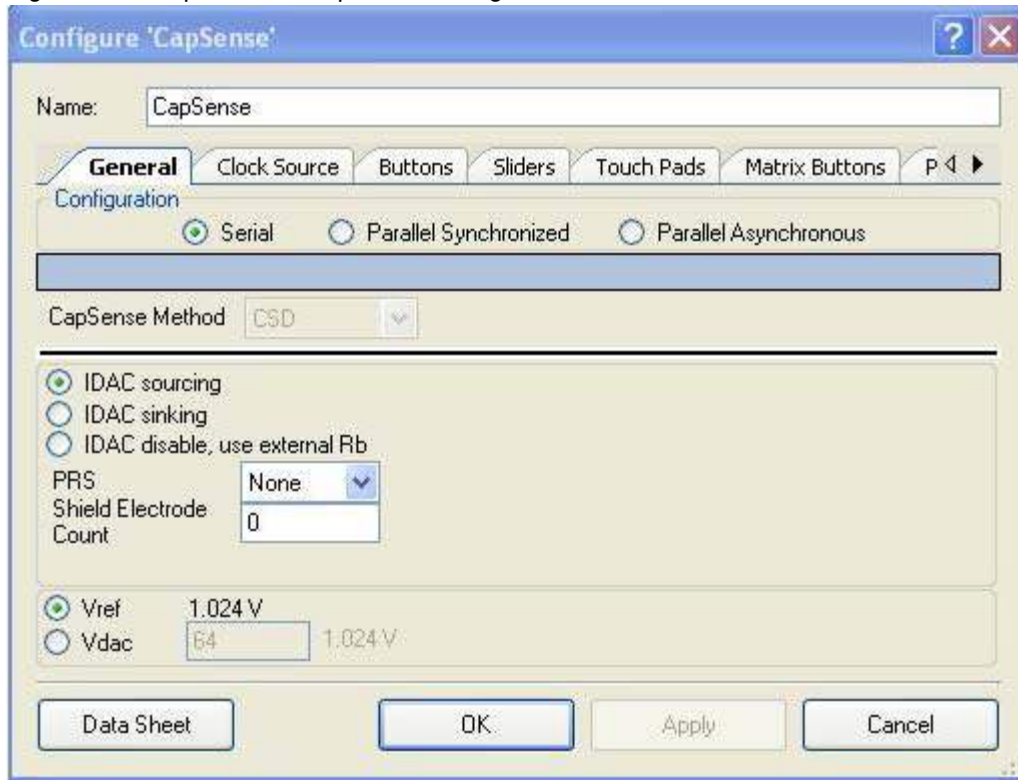 Configure 'CapSense'
Name: CapSense
General Clock Source Buttons Sliders Touch Pads Matrix Buttons P
Configuration
Serial Parallel Synchronized Parallel Asynchronous
CapSense Method CSD
IDAC sourcing
IDAC sinking
IDAC disable, use external Rb
PRS None
Shield Electrode
Count 0
Vref 1.024 V
Vdac 64 1.024 V
Data Sheet OK Apply Cancel